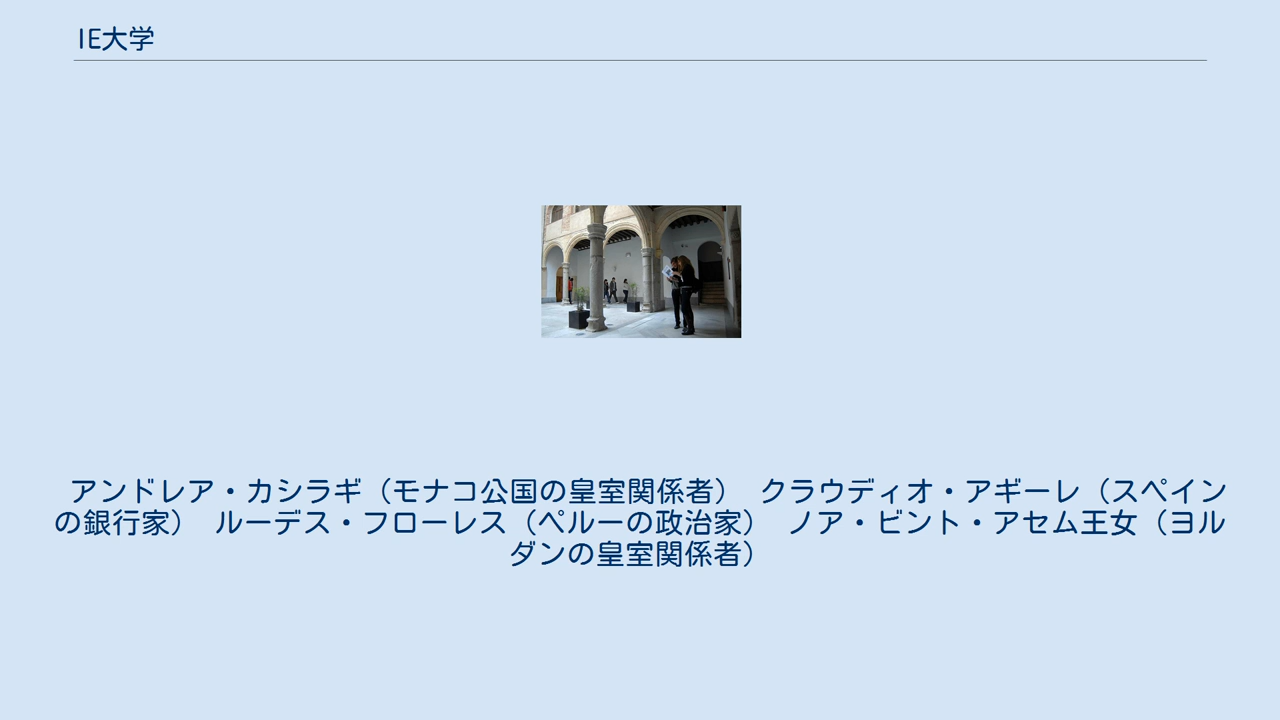 IE大学
アンドレア・カシラギ（モナコ公国の皇室関係者）　クラウディオ・アギーレ（スペイン
の銀行家）　ルーデス・フローレス（ペルーの政治家）　ノア・ビント・アセム王女（ヨル
ダンの皇室関係者）